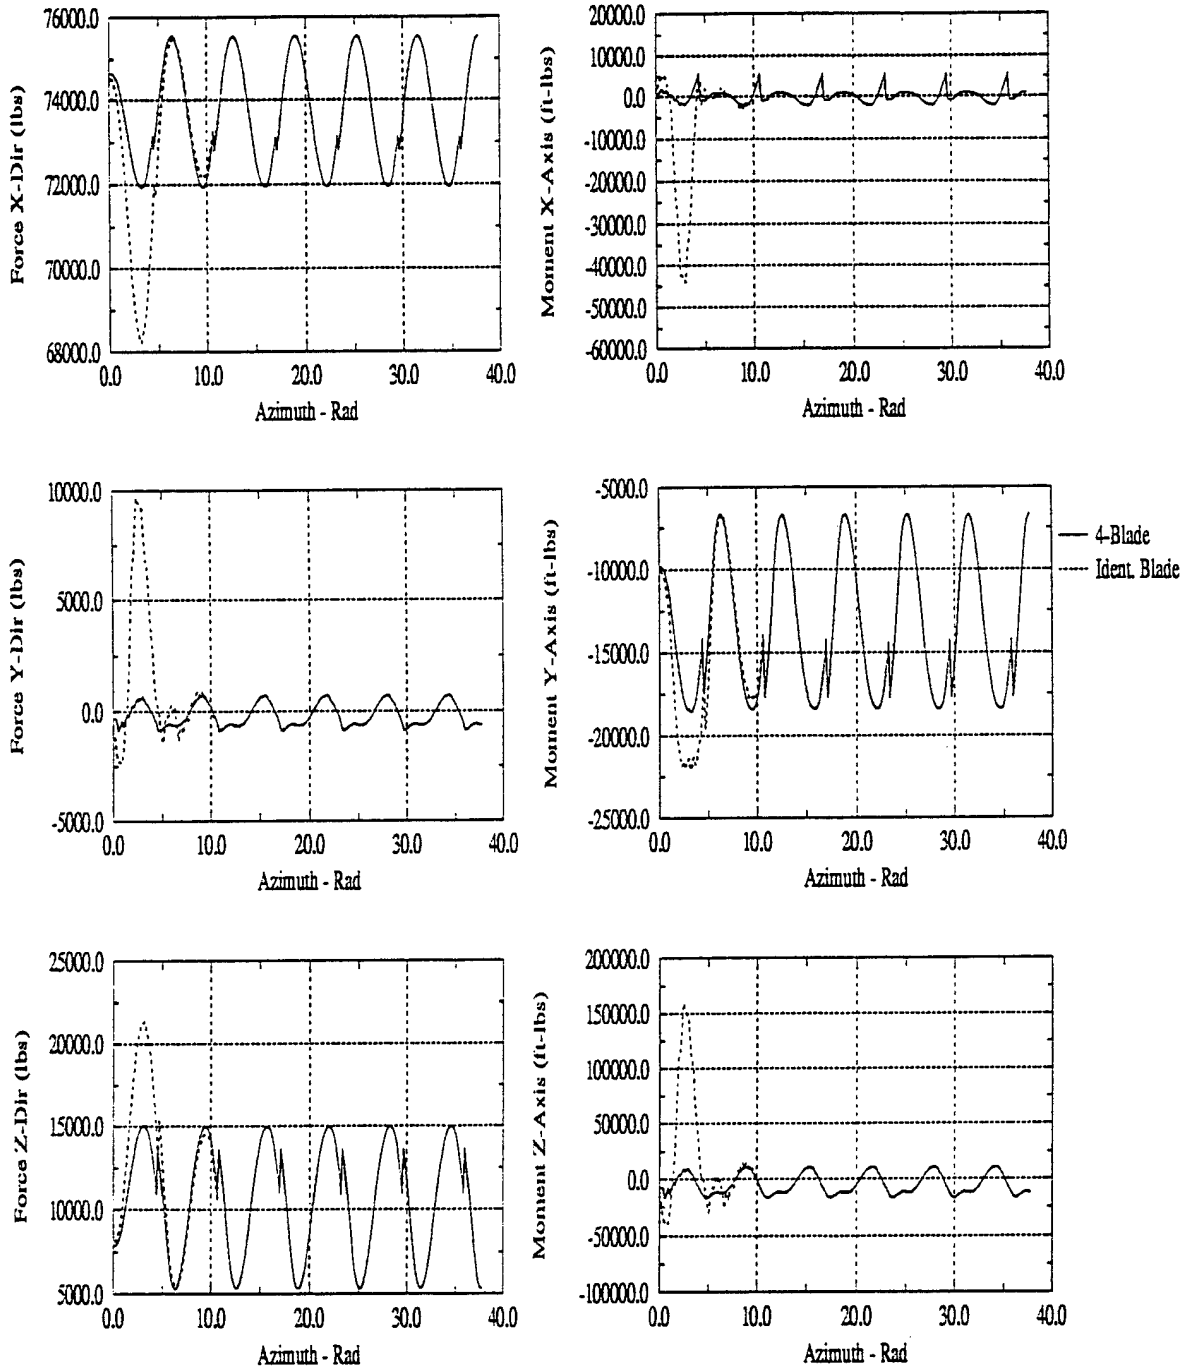 Force X-Dir (lbs)
76000.0
74000.0
72000.0
70000.0
68000.0
0.0 10.0 20.0 30.0 40.0
Azimuth - Rad
Moment X-Axis (ft-lbs)
20000.0
10000.0
0.0
-10000.0
-20000.0
-30000.0
-40000.0
-50000.0
-60000.0
0.0 10.0 20.0 30.0 40.0
Azimuth - Rad
Force Y-Dir (lbs)
10000.0
5000.0
0.0
-5000.0
0.0 10.0 20.0 30.0 40.0
Azimuth - Rad
Moment Y-Axis (ft-lbs)
-5000.0
-10000.0
-15000.0
-20000.0
-25000.0
0.0 10.0 20.0 30.0 40.0
Azimuth - Rad
4-Blade
Ident. Blade
Force Z-Dir (lbs)
25000.0
20000.0
15000.0
10000.0
5000.0
0.0 10.0 20.0 30.0 40.0
Azimuth - Rad
Moment Z-Axis (ft-lbs)
200000.0
150000.0
100000.0
50000.0
0.0
-50000.0
-100000.0
0.0 10.0 20.0 30.0 40.0
Azimuth - Rad